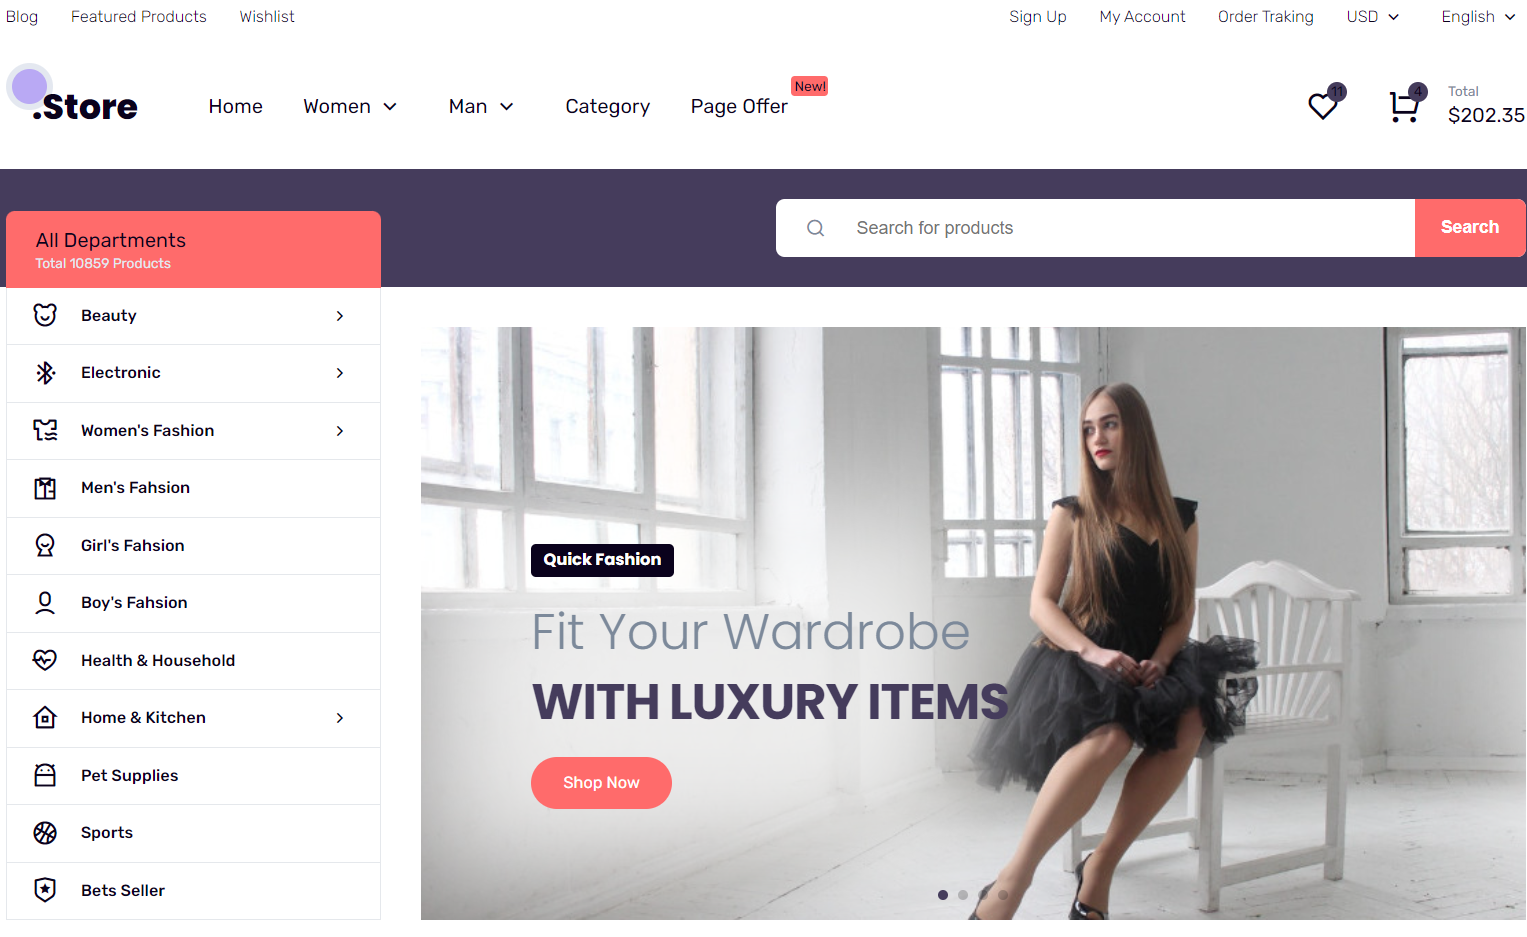 Blog Featured Products Wishlist Sign Up My Account Order Traking USD English
.Store Home Women Man Category Page Offer New! 11 4 Total
$202.35
Search for products Search
All Departments
Total 10859 Products
Beauty
Electronic
Women's Fashion
Men's Fahsion
Girl's Fahsion
Boy's Fahsion
Health & Household
Home & Kitchen
Pet Supplies
Sports
Bets Seller
Quick Fashion
Fit Your Wardrobe
WITH LUXURY ITEMS
Shop Now